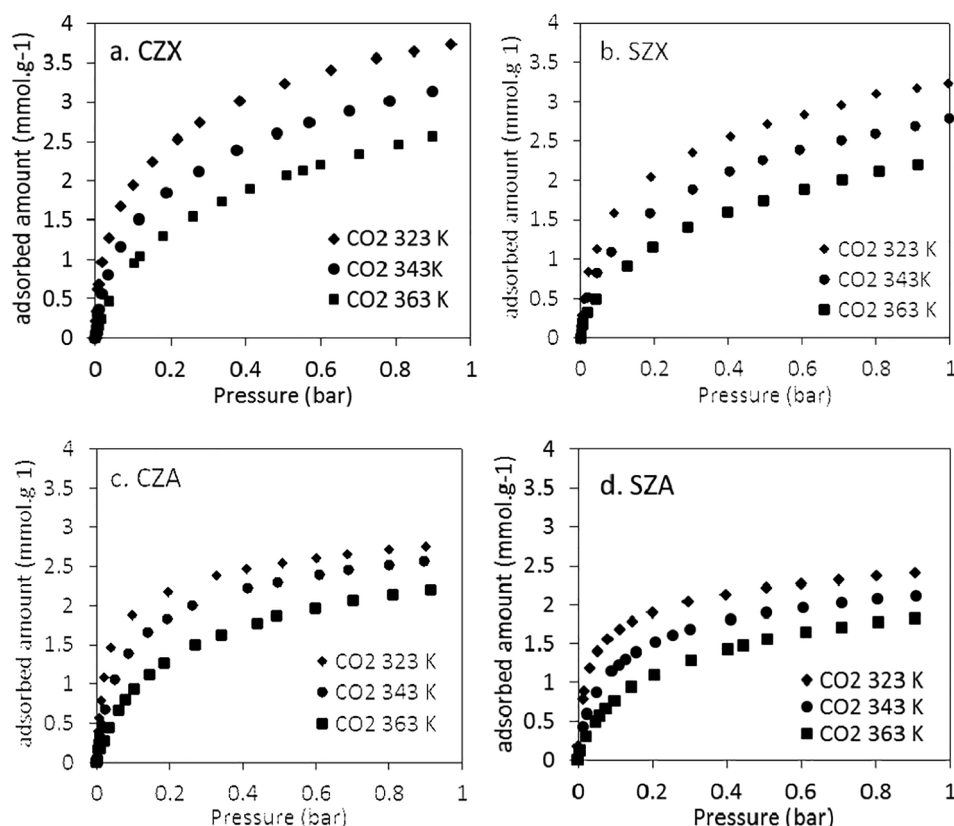 a. CZX
adsorbed amount (mmol.g-1)
4
3.5
3
2.5
2
1.5
1
0.5
0
CO2 323 K
CO2 343K
CO2 363 K
0 0.2 0.4 0.6 0.8 1
Pressure (bar)
b. SZX
adsorbed amount (mmol.g 1)
4
3.5
3
2.5
2
1.5
1
0.5
0
CO2 323 K
CO2 343K
CO2 363 K
0 0.2 0.4 0.6 0.8 1
Pressure (bar)
c. CZA
adsorbed amount (mmol.g 1)
4
3.5
3
2.5
2
1.5
1
0.5
0
CO2 323 K
CO2 343 K
CO2 363 K
0 0.2 0.4 0.6 0.8 1
Pressure (bar)
d. SZA
adsorbed amount (mmol.g-1)
4
3.5
3
2.5
2
1.5
1
0.5
0
CO2 323 K
CO2 343 K
CO2 363 K
0 0.2 0.4 0.6 0.8 1
Pressure (bar)